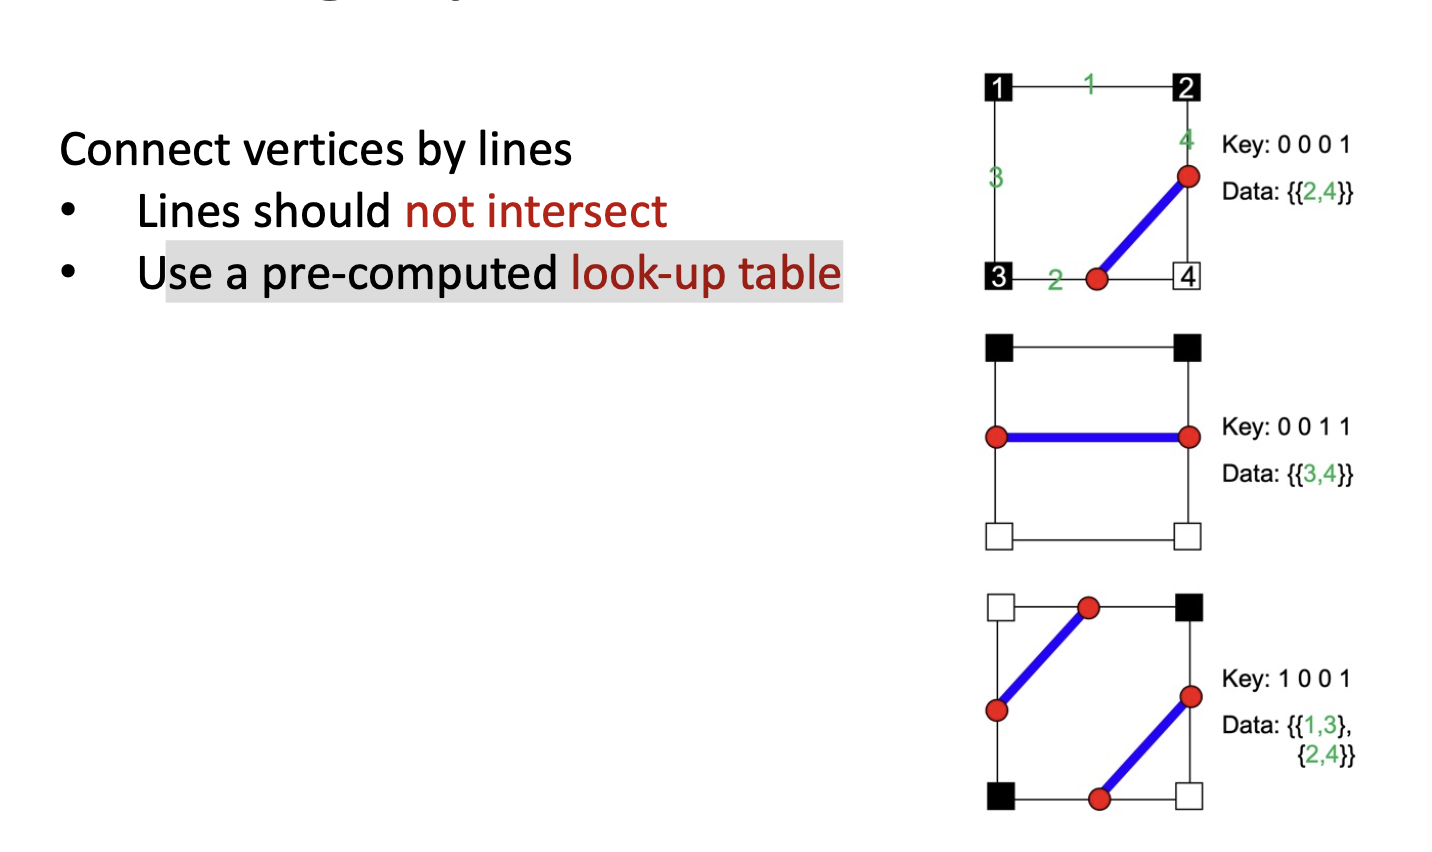 Connect vertices by lines
• Lines should not intersect
• Use a pre-computed look-up table
1 1 2
4
3
3 2 4
Key: 0 0 0 1
Data: {{2,4}}
Key: 0 0 1 1
Data: {{3,4}}
Key: 1 0 0 1
Data: {{1,3},
{2,4}}